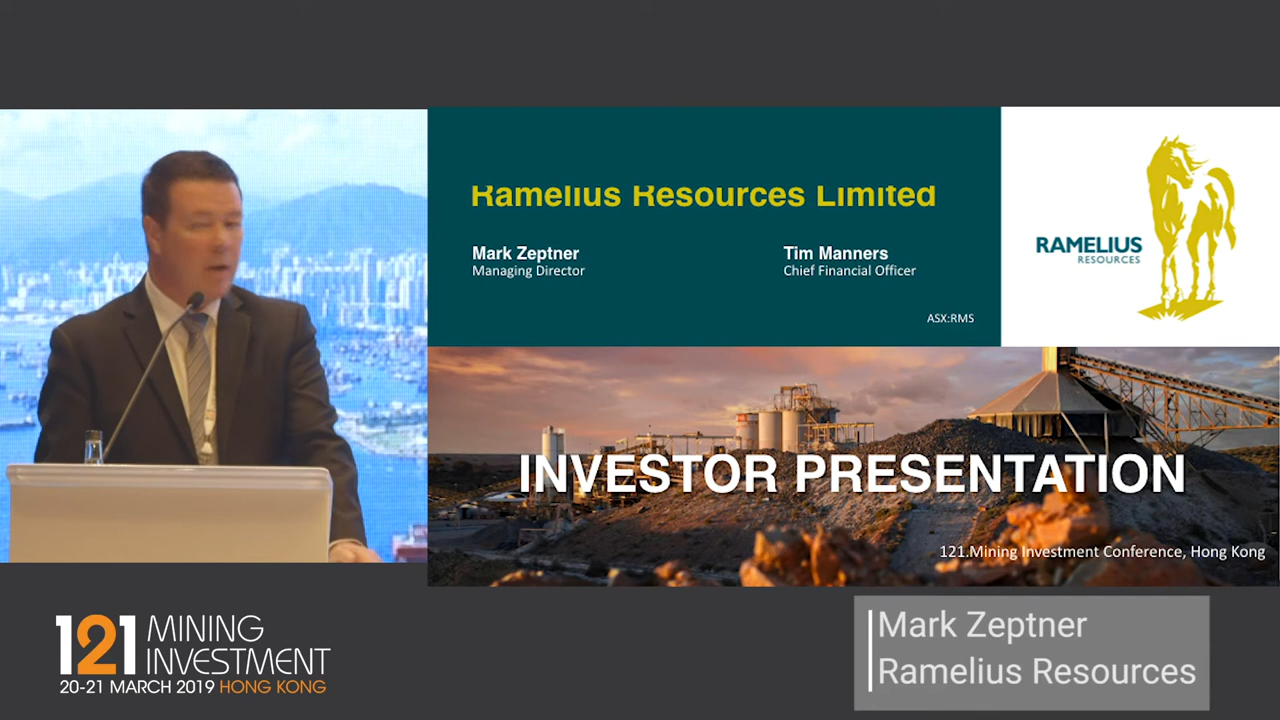 Ramelius Resources Limited
Mark Zeptner
Managing Director
Tim Manners
Chief Financial Officer
ASX:RMS
RAMELIUS
RESOURCES
INVESTOR PRESENTATION
121.Mining Investment Conference, Hong Kong
121 MINING
INVESTMENT
20-21 MARCH 2019 HONG KONG
Mark Zeptner
Ramelius Resources